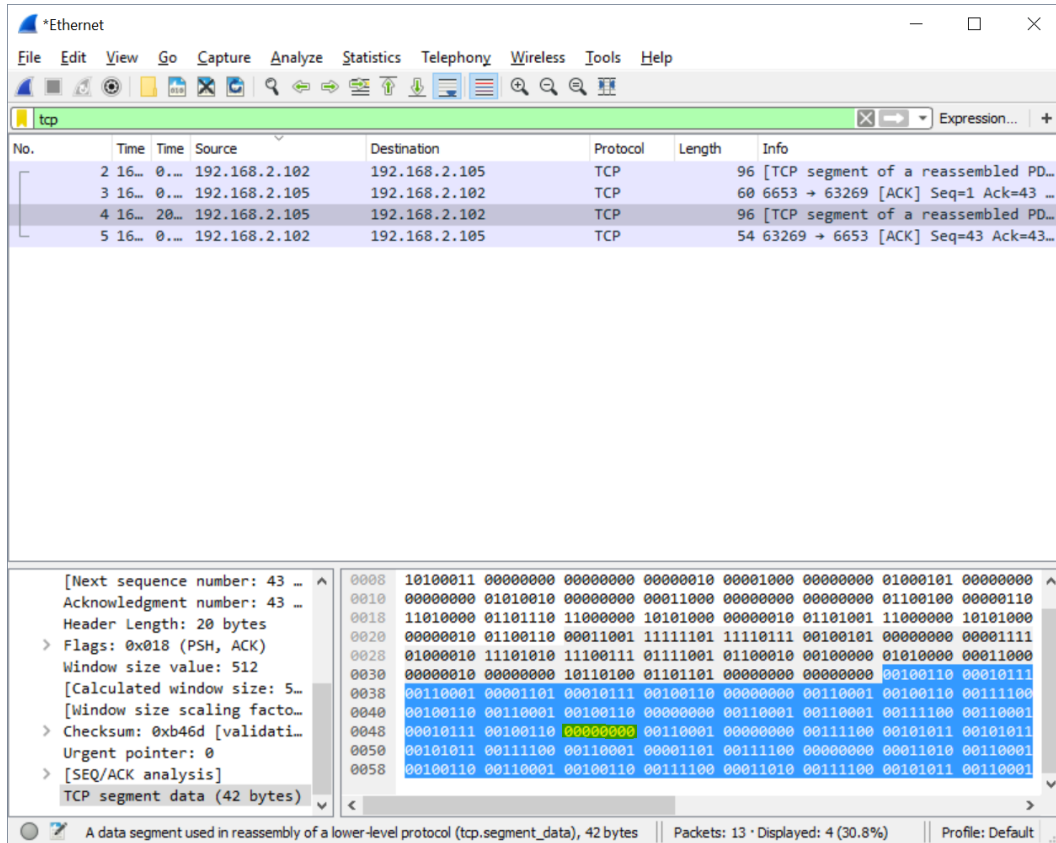 *Ethernet
File Edit View Go Capture Analyze Statistics Telephony Wireless Tools Help
tcp Expression... +
No. Time Time Source Destination Protocol Length Info
2 16… 0.… 192.168.2.102 192.168.2.105 TCP 96 [TCP segment of a reassembled PD…
3 16… 0.… 192.168.2.105 192.168.2.102 TCP 60 6653 → 63269 [ACK] Seq=1 Ack=43 …
4 16… 20… 192.168.2.105 192.168.2.102 TCP 96 [TCP segment of a reassembled PD…
5 16… 0.… 192.168.2.102 192.168.2.105 TCP 54 63269 → 6653 [ACK] Seq=43 Ack=43…
[Next sequence number: 43 …
Acknowledgment number: 43 …
Header Length: 20 bytes
Flags: 0x018 (PSH, ACK)
Window size value: 512
[Calculated window size: 5…
[Window size scaling facto…
Checksum: 0xb46d [validati…
Urgent pointer: 0
[SEQ/ACK analysis]
TCP segment data (42 bytes)
0008 10100011 00000000 00000000 00000010 00001000 00000000 01000101 00000000
0010 00000000 01010010 00000000 00011000 00000000 00000000 01100100 00000110
0018 11010000 01101110 11000000 10101000 00000010 01101001 11000000 10101000
0020 00000010 01100110 00011001 11111101 11110111 00100101 00000000 00001111
0028 01000010 11101010 11100111 01111001 01100010 00100000 01010000 00011000
0030 00000010 00000000 10110100 01101101 00000000 00000000 00100110 00010111
0038 00110001 00001101 00010111 00100110 00000000 00110001 00100110 00111100
0040 00100110 00110001 00100110 00000000 00110001 00110001 00111100 00110001
0048 00010111 00100110 00000000 00110001 00000000 00111100 00101011 00101011
0050 00101011 00111100 00110001 00001101 00111100 00000000 00011010 00110001
0058 00100110 00110001 00100110 00111100 00011010 00111100 00101011 00110001
A data segment used in reassembly of a lower-level protocol (tcp.segment_data), 42 bytes Packets: 13 · Displayed: 4 (30.8%) Profile: Default